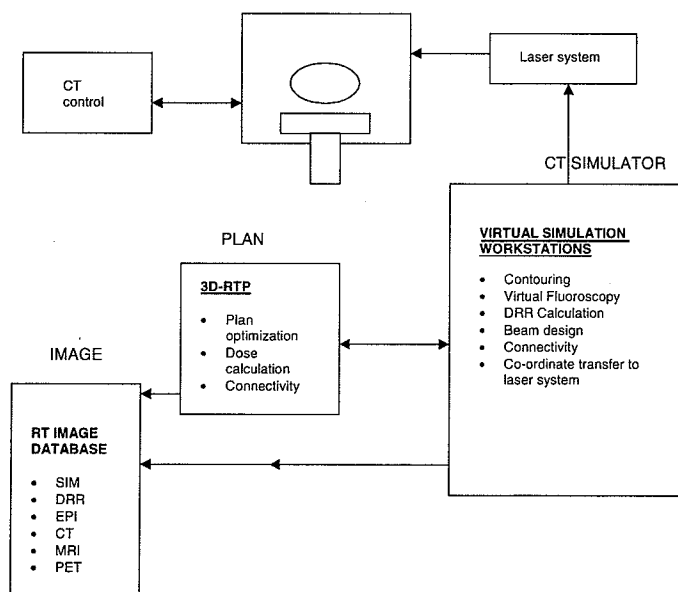 CT
control
Laser system
CT SIMULATOR
VIRTUAL SIMULATION
WORKSTATIONS
• Contouring
• Virtual Fluoroscopy
• DRR Calculation
• Beam design
• Connectivity
• Co-ordinate transfer to
laser system
PLAN
3D-RTP
• Plan
optimization
• Dose
calculation
• Connectivity
IMAGE
RT IMAGE
DATABASE
• SIM
• DRR
• EPI
• CT
• MRI
• PET